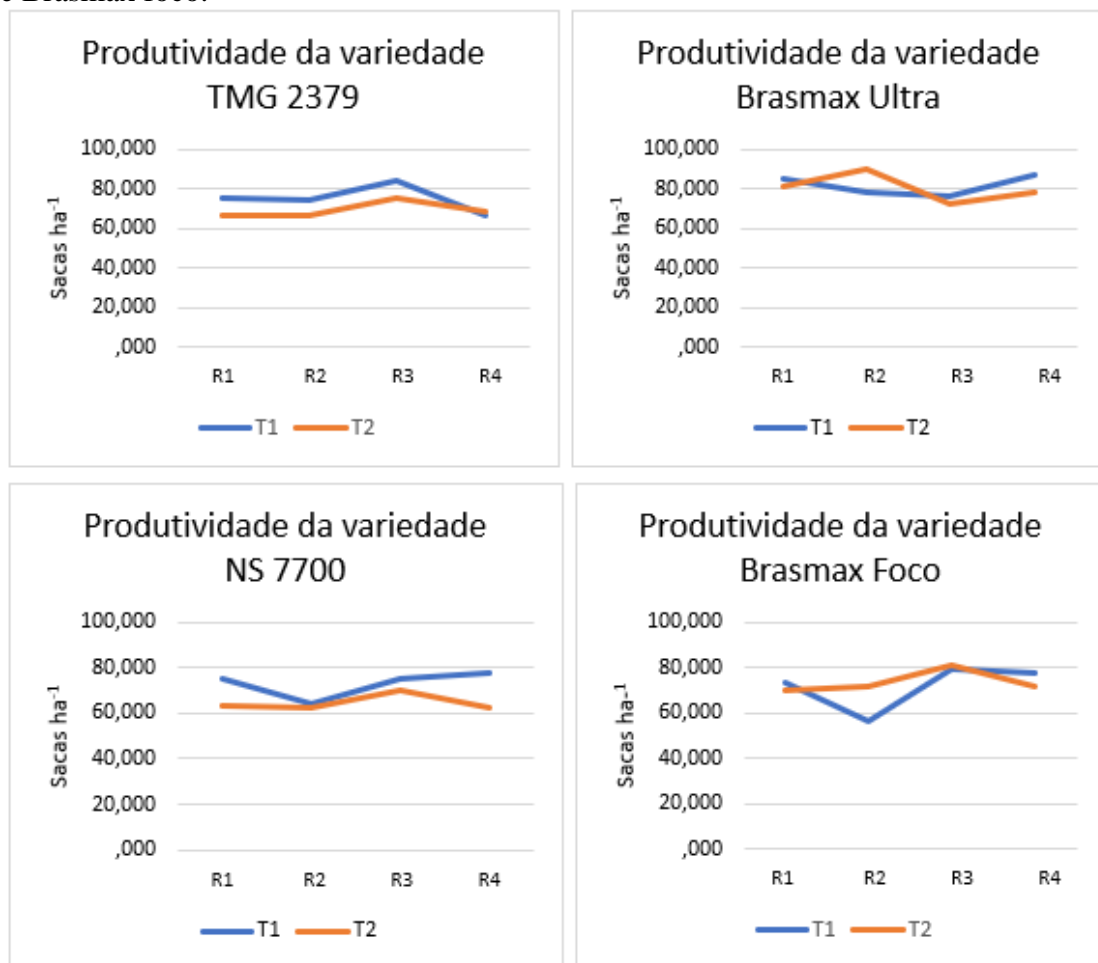 e Brasmax foco.
Produtividade da variedade
TMG 2379
100,000
80,000
60,000
40,000
20,000
,000
Sacas ha⁻¹
R1 R2 R3 R4
T1 T2
Produtividade da variedade
Brasmax Ultra
100,000
80,000
60,000
40,000
20,000
,000
Sacas ha⁻¹
R1 R2 R3 R4
T1 T2
Produtividade da variedade
NS 7700
100,000
80,000
60,000
40,000
20,000
,000
Sacas ha⁻¹
R1 R2 R3 R4
T1 T2
Produtividade da variedade
Brasmax Foco
100,000
80,000
60,000
40,000
20,000
,000
Sacas ha⁻¹
R1 R2 R3 R4
T1 T2